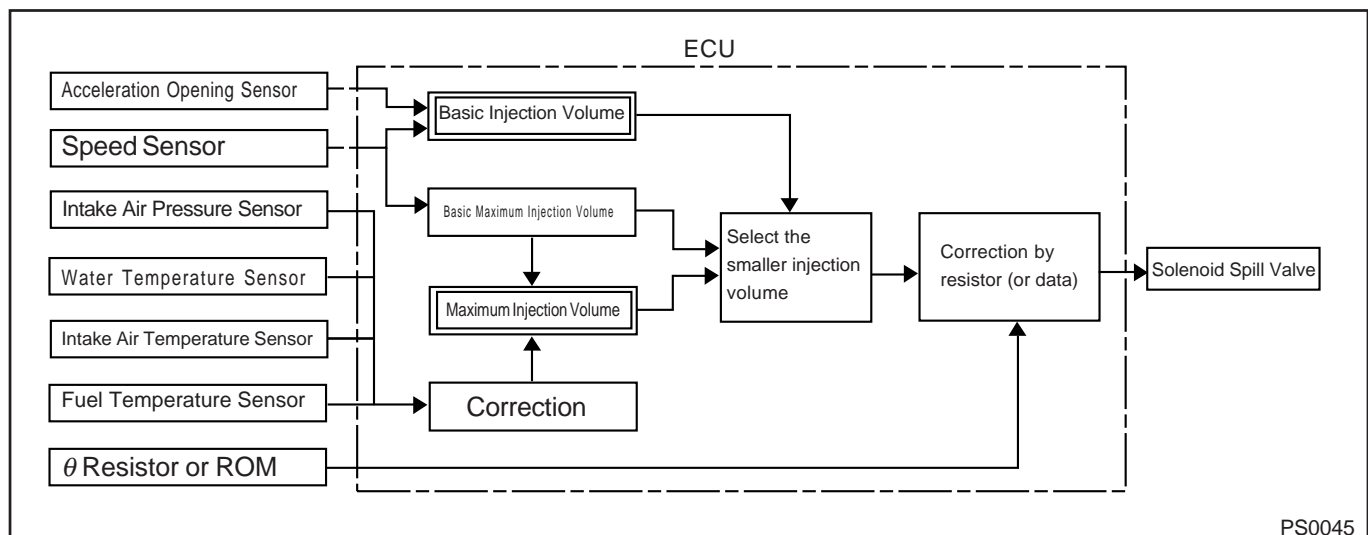 ECU
Acceleration Opening Sensor
Speed Sensor
Intake Air Pressure Sensor
Water Temperature Sensor
Intake Air Temperature Sensor
Fuel Temperature Sensor
θ Resistor or ROM
Basic Injection Volume
Basic Maximum Injection Volume
Maximum Injection Volume
Correction
Select the
smaller injection
volume
Correction by
resistor (or data)
Solenoid Spill Valve
PS0045